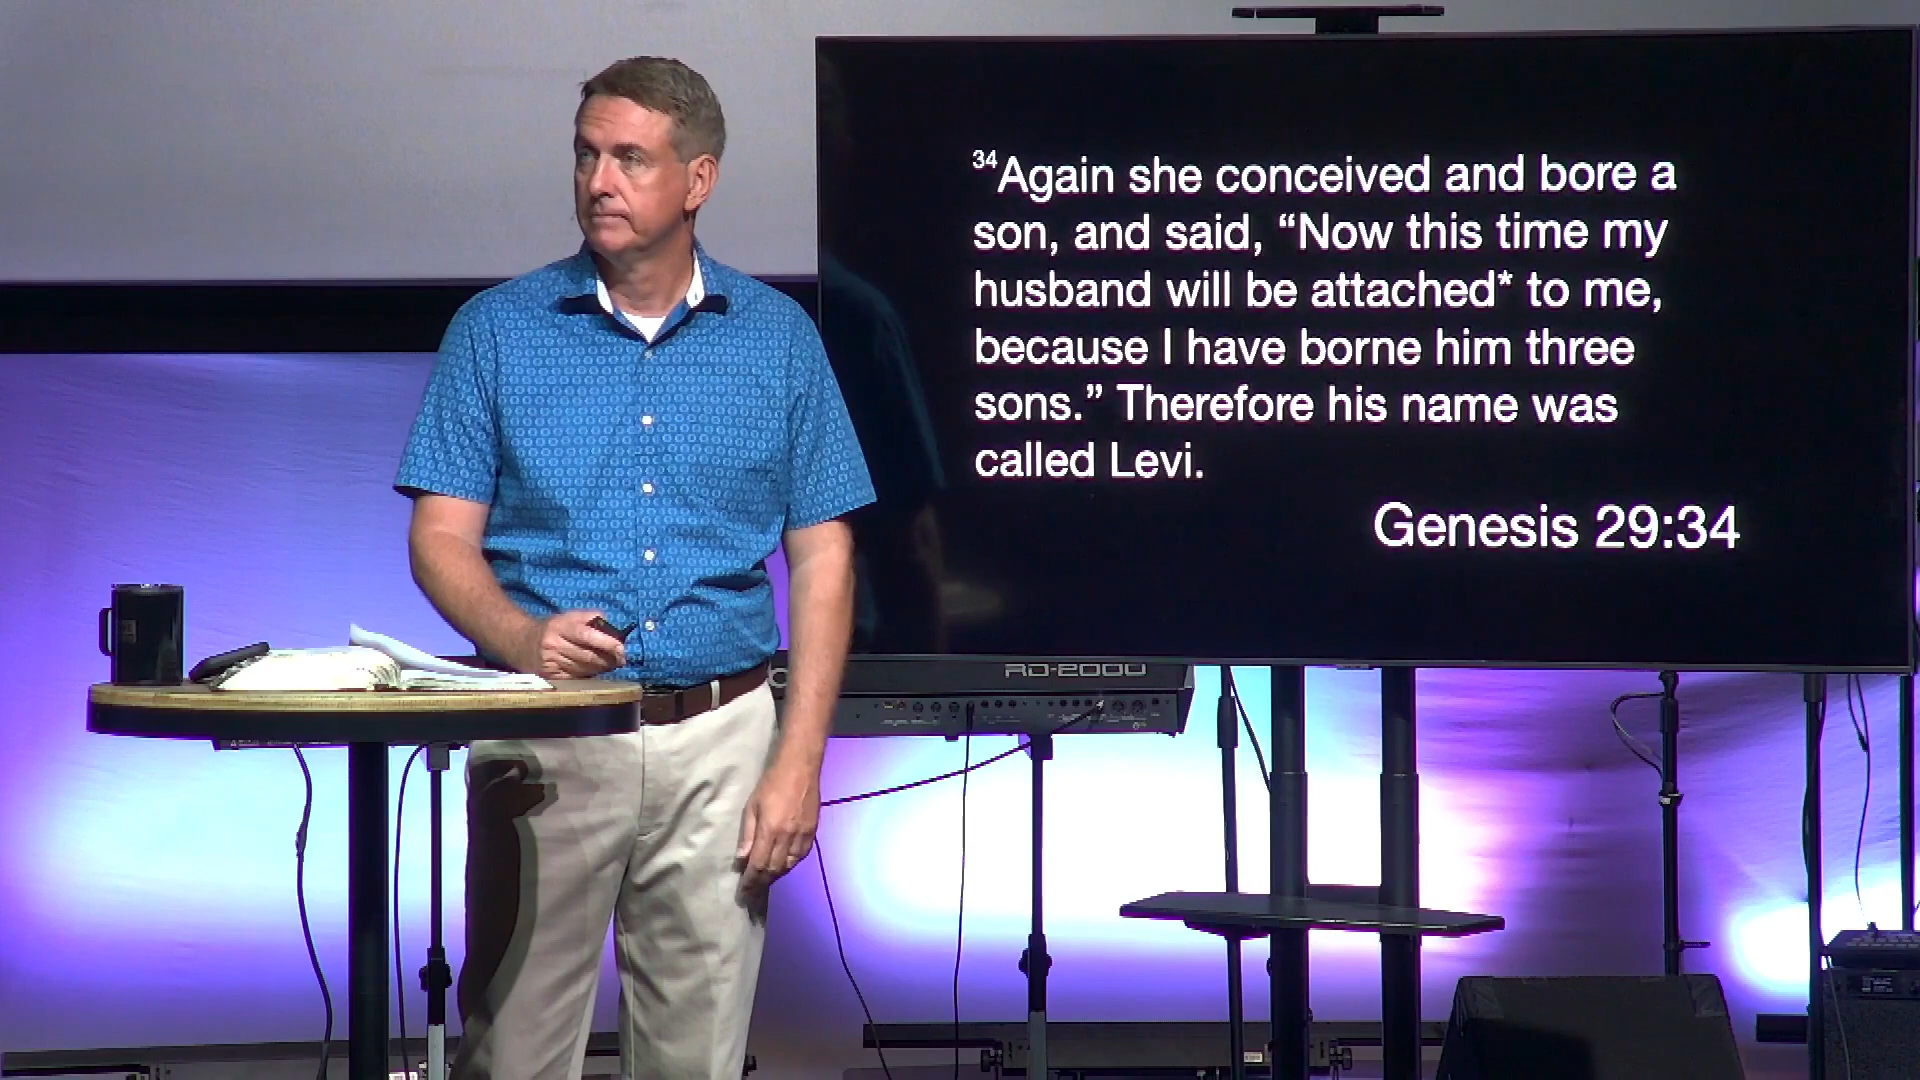 ³⁴Again she conceived and bore a
son, and said, “Now this time my
husband will be attached* to me,
because I have borne him three
sons.” Therefore his name was
called Levi.
Genesis 29:34
RD-2000